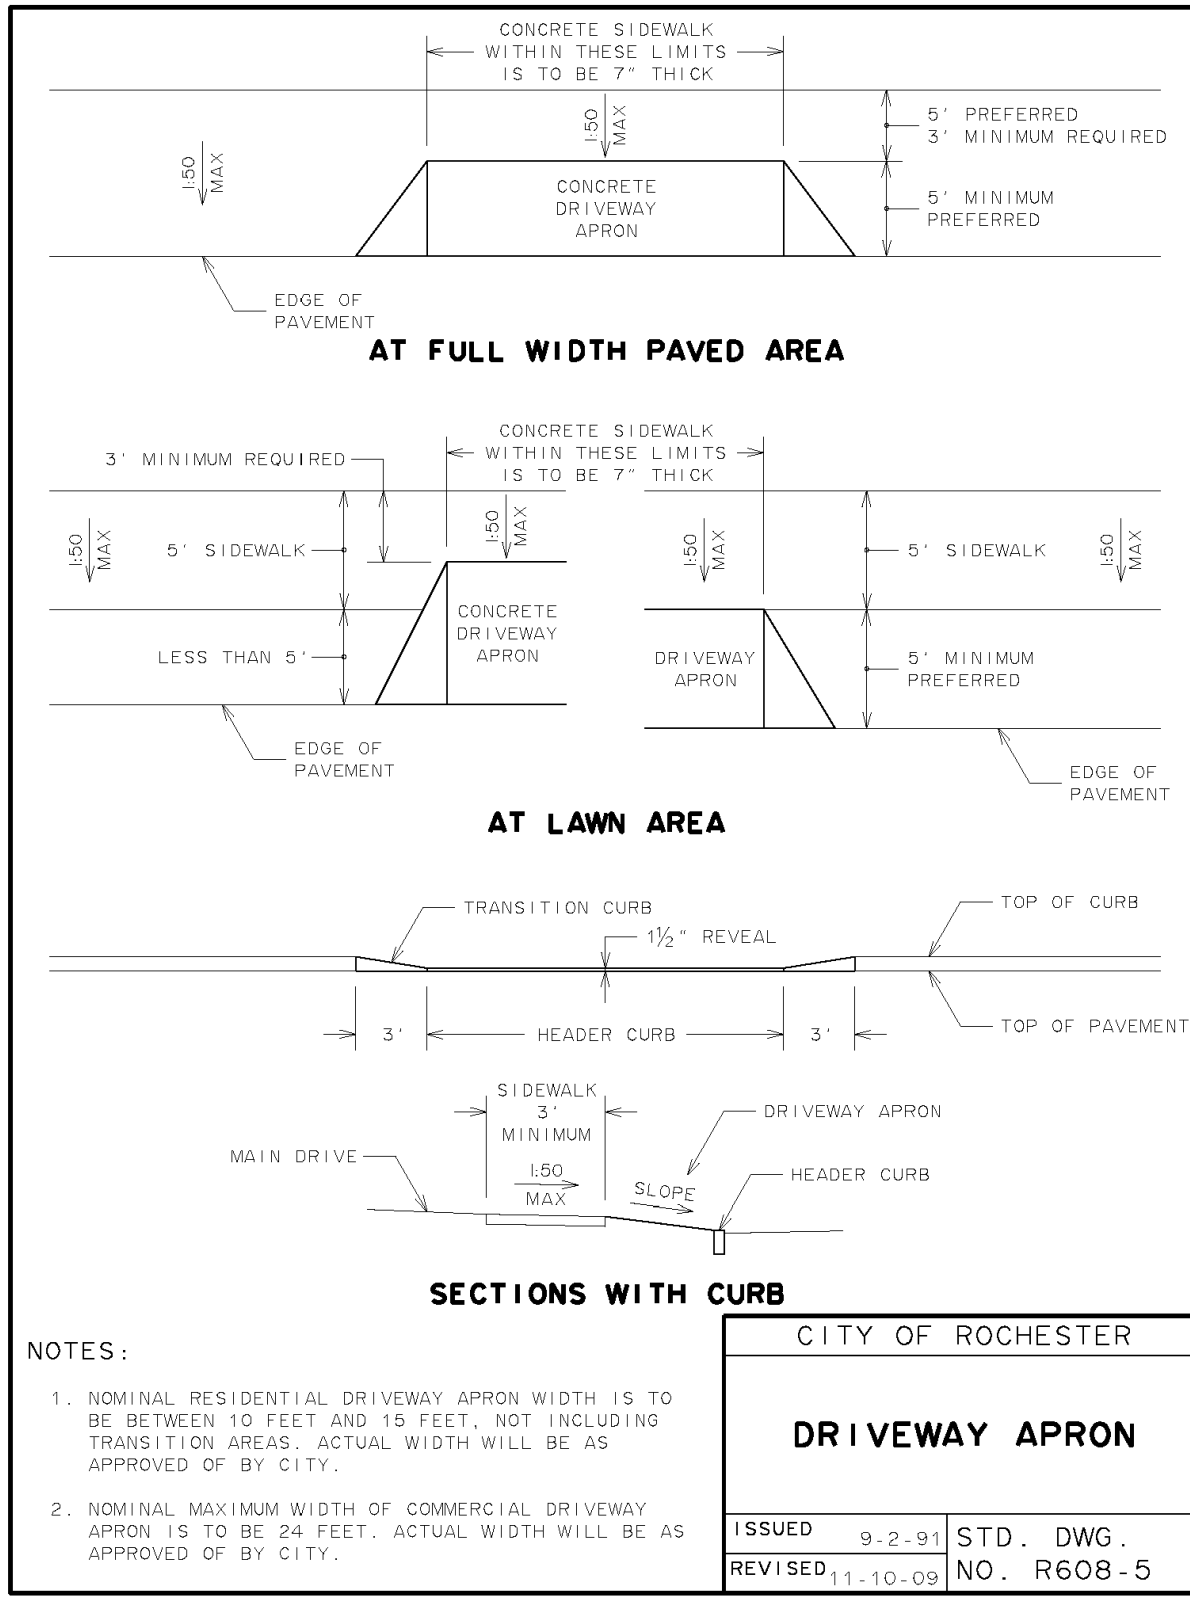 CONCRETE SIDEWALK
WITHIN THESE LIMITS
IS TO BE 7" THICK
1:50
MAX
1:50
MAX
5' PREFERRED
3' MINIMUM REQUIRED
CONCRETE
DRIVEWAY
APRON
5' MINIMUM
PREFERRED
EDGE OF
PAVEMENT
AT FULL WIDTH PAVED AREA
CONCRETE SIDEWALK
WITHIN THESE LIMITS
IS TO BE 7" THICK
3' MINIMUM REQUIRED
1:50
MAX
5' SIDEWALK
1:50
MAX
1:50
MAX
5' SIDEWALK
1:50
MAX
LESS THAN 5'
CONCRETE
DRIVEWAY
APRON
DRIVEWAY
APRON
5' MINIMUM
PREFERRED
EDGE OF
PAVEMENT
EDGE OF
PAVEMENT
AT LAWN AREA
TRANSITION CURB
1½" REVEAL
TOP OF CURB
3'
HEADER CURB
3'
TOP OF PAVEMENT
SIDEWALK
3'
MINIMUM
DRIVEWAY APRON
MAIN DRIVE
1:50
MAX
SLOPE
HEADER CURB
SECTIONS WITH CURB
NOTES:
1. NOMINAL RESIDENTIAL DRIVEWAY APRON WIDTH IS TO
BE BETWEEN 10 FEET AND 15 FEET, NOT INCLUDING
TRANSITION AREAS. ACTUAL WIDTH WILL BE AS
APPROVED OF BY CITY.
2. NOMINAL MAXIMUM WIDTH OF COMMERCIAL DRIVEWAY
APRON IS TO BE 24 FEET. ACTUAL WIDTH WILL BE AS
APPROVED OF BY CITY.
CITY OF ROCHESTER
DRIVEWAY APRON
ISSUED 9-2-91
REVISED 11-10-09
STD. DWG.
NO. R608-5